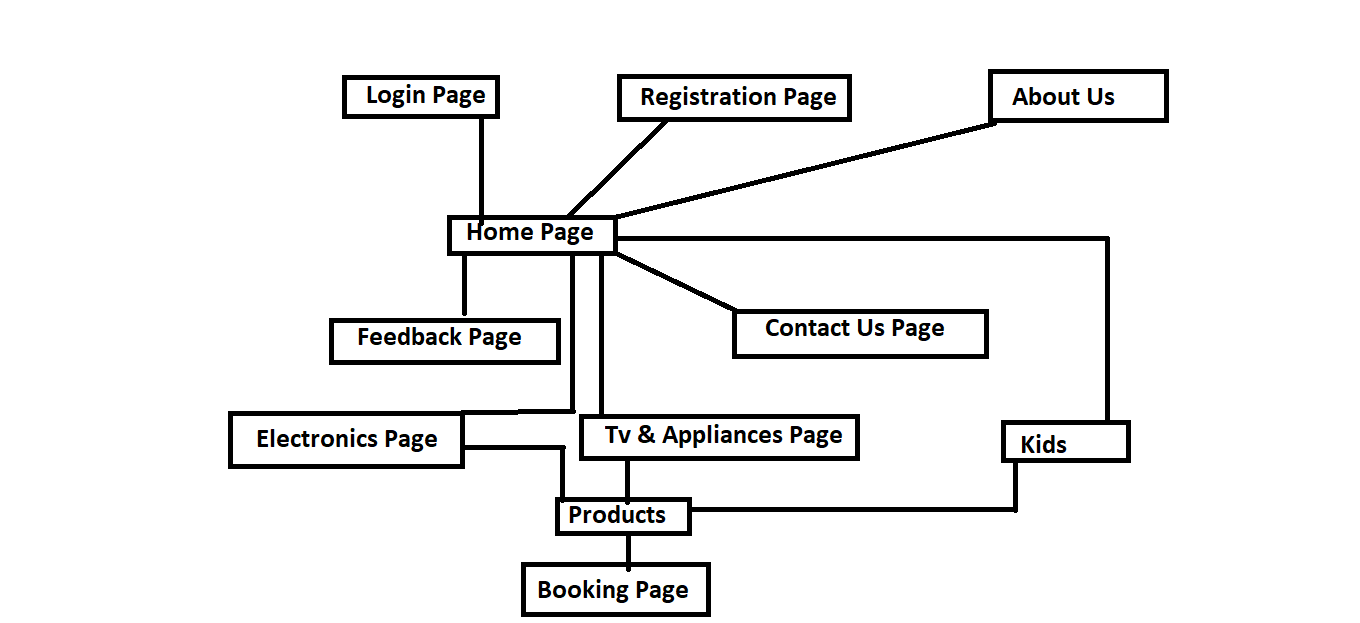 Login Page
Registration Page
About Us
Home Page
Feedback Page
Contact Us Page
Electronics Page
Tv & Appliances Page
Kids
Products
Booking Page